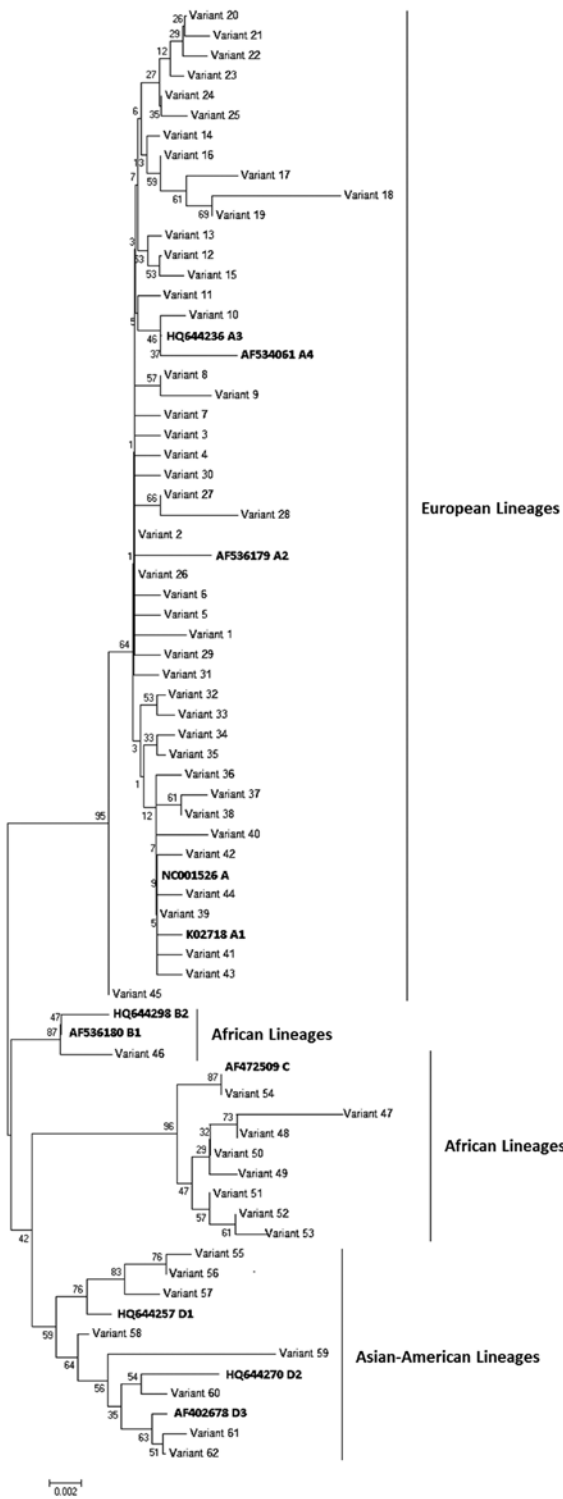 Variant 20
26
Variant 21
29
Variant 22
12
Variant 23
27
Variant 24
35
Variant 25
6
Variant 14
13
Variant 16
7
59
Variant 17
61
Variant 18
69
Variant 19
3
Variant 13
53
Variant 12
53
Variant 15
Variant 11
5
Variant 10
46
HQ644236 A3
37
AF534061 A4
57
Variant 8
Variant 9
Variant 7
Variant 3
1
Variant 4
Variant 30
66
Variant 27
European Lineages
Variant 28
Variant 2
1
AF536179 A2
Variant 26
Variant 6
Variant 5
Variant 1
64
Variant 29
Variant 31
53
Variant 32
Variant 33
3
33
Variant 34
Variant 35
1
Variant 36
61
Variant 37
12
Variant 38
95
Variant 40
7
Variant 42
9
NC001526 A
Variant 44
5
Variant 39
K02718 A1
Variant 41
Variant 43
Variant 45
47
HQ644298 B2
87
AF536180 B1
African Lineages
Variant 46
AF472509 C
87
Variant 54
96
73
Variant 47
32
Variant 48
29
Variant 50
African Lineages
47
Variant 49
Variant 51
57
Variant 52
61
Variant 53
42
76
Variant 55
83
Variant 56
76
Variant 57
HQ644257 D1
59
Variant 58
64
Variant 59
Asian-American Lineages
56
54
HQ644270 D2
35
Variant 60
AF402678 D3
63
Variant 61
51
Variant 62
0.002